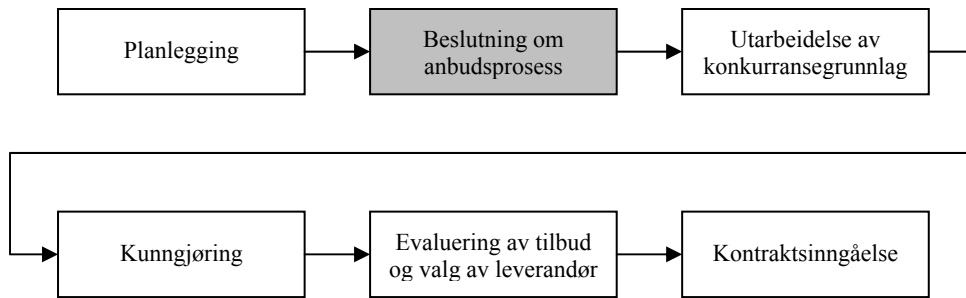 Planlegging
Beslutning om
anbudsprosess
Utarbeidelse av
konkurransegrunnlag
Kunngjøring
Evaluering av tilbud
og valg av leverandør
Kontraktsinngåelse